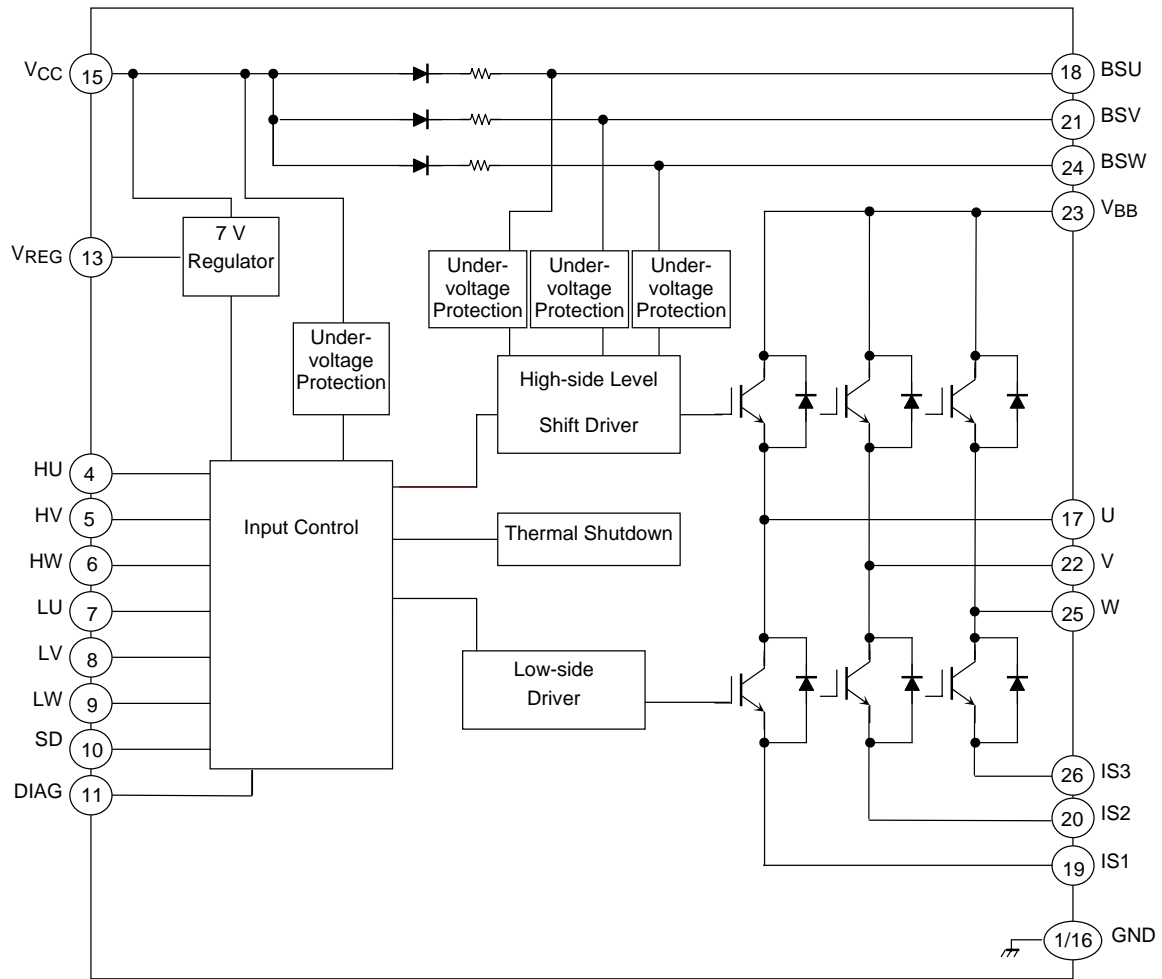 VCC
15
18
BSU
21
BSV
24
BSW
23
VBB
7 V
Regulator
VREG
13
Under-
voltage
Protection
Under-
voltage
Protection
Under-
voltage
Protection
Under-
voltage
Protection
High-side Level
Shift Driver
HU
4
HV
5
HW
6
LU
7
LV
8
LW
9
SD
10
DIAG
11
Input Control
Thermal Shutdown
Low-side
Driver
17
U
22
V
25
W
26
IS3
20
IS2
19
IS1
1/16
GND